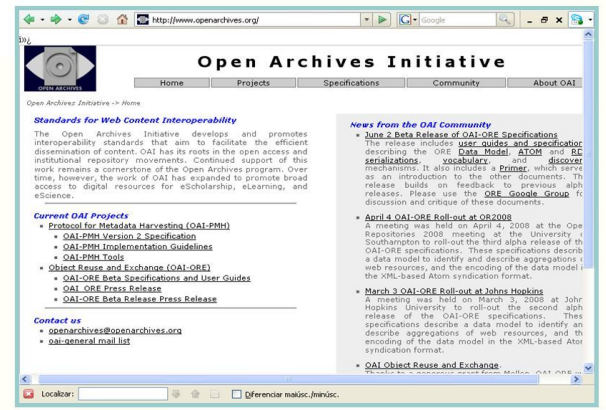 http://www.openarchives.org/
Google
ï»¿
OPEN ARCHIVES
Open Archives Initiative
Home Projects Specifications Community About OAI
Open Archives Initiative -> Home
Standards for Web Content Interoperability
The Open Archives Initiative develops and promotes
interoperability standards that aim to facilitate the efficient
dissemination of content. OAI has its roots in the open access and
institutional repository movements. Continued support of this
work remains a cornerstone of the Open Archives program. Over
time, however, the work of OAI has expanded to promote broad
access to digital resources for eScholarship, eLearning, and
eScience.
Current OAI Projects
Protocol for Metadata Harvesting (OAI-PMH)
OAI-PMH Version 2 Specification
OAI-PMH Implementation Guidelines
OAI-PMH Tools
Object Reuse and Exchange (OAI-ORE)
OAI-ORE Beta Specifications and User Guides
OAI ORE Press Release
OAI-ORE Beta Release Press Release
Contact us
openarchives@openarchives.org
oai-general mail list
News from the OAI Community
June 2 Beta Release of OAI-ORE Specifications
The release includes user guides and specification
describing the ORE Data Model, ATOM and RD
serializations, vocabulary, and discover
mechanisms. It also includes a Primer, which serve
as an introduction to the other documents. Th
release builds on feedback to previous alph
releases. Please use the ORE Google Group fo
discussion and critique of these documents.
April 4 OAI-ORE Roll-out at OR2008
A meeting was held on April 4, 2008 at the Ope
Repositories 2008 meeting at the University o
Southampton to roll-out the third alpha release of th
OAI-ORE specifications. These specifications describ
a data model to identify and describe aggregations o
web resources, and the encoding of the data model i
the XML-based Atom syndication format.
March 3 OAI-ORE Roll-out at Johns Hopkins
A meeting was held on March 3, 2008 at John
Hopkins University to roll-out the second alph
release of the OAI-ORE specifications. Thes
specifications describe a data model to identify an
describe aggregations of web resources, and th
encoding of the data model in the XML-based Ator
syndication format.
OAI Object Reuse and Exchange.
Thanks to a generous grant from Mellon, OAI ORE w
Localizar: Diferenciar maiúsc./minúsc.